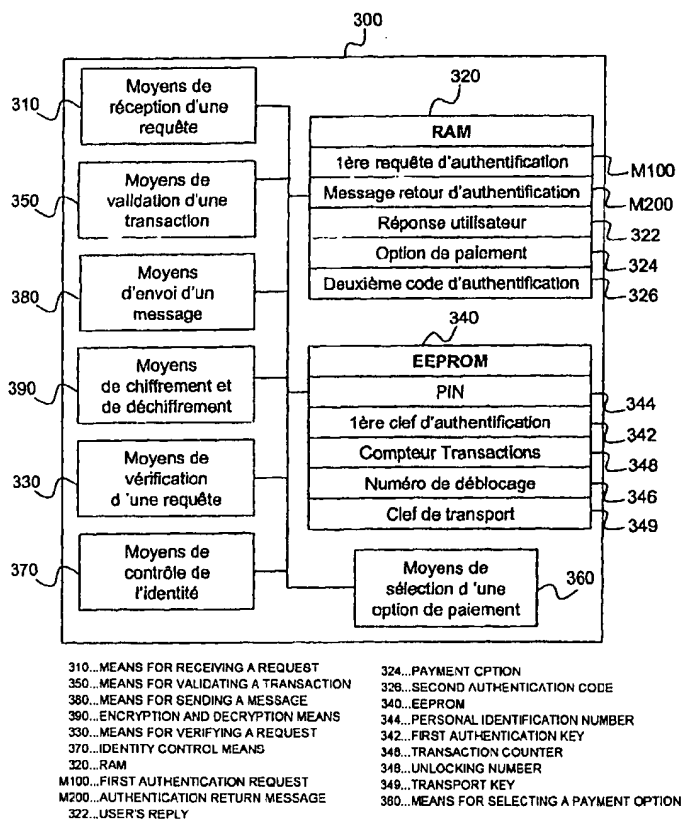 300
310
Moyens de
réception d'une
requête
350
Moyens de
validation d'une
transaction
380
Moyens
d'envoi d'un
message
390
Moyens
de chiffrement et
de déchiffrement
330
Moyens de
vérification
d 'une requête
370
Moyens de
contrôle de
l'identité
320
RAM
1ère requête d'authentification
M100
Message retour d'authentification
M200
Réponse utilisateur
322
Option de paiement
324
Deuxième code d'authentification
326
340
EEPROM
PIN
344
1ère clef d'authentification
342
Compteur Transactions
348
Numéro de déblocage
346
Clef de transport
349
Moyens de
sélection d 'une
option de paiement
360
310...MEANS FOR RECEIVING A REQUEST
350...MEANS FOR VALIDATING A TRANSACTION
380...MEANS FOR SENDING A MESSAGE
390...ENCRYPTION AND DECRYPTION MEANS
330...MEANS FOR VERIFYING A REQUEST
370...IDENTITY CONTROL MEANS
320...RAM
M100...FIRST AUTHENTICATION REQUEST
M200...AUTHENTICATION RETURN MESSAGE
322...USER'S REPLY
324...PAYMENT OPTION
326...SECOND AUTHENTICATION CODE
340...EEPROM
344...PERSONAL IDENTIFICATION NUMBER
342...FIRST AUTHENTICATION KEY
348...TRANSACTION COUNTER
346...UNLOCKING NUMBER
349...TRANSPORT KEY
360...MEANS FOR SELECTING A PAYMENT OPTION